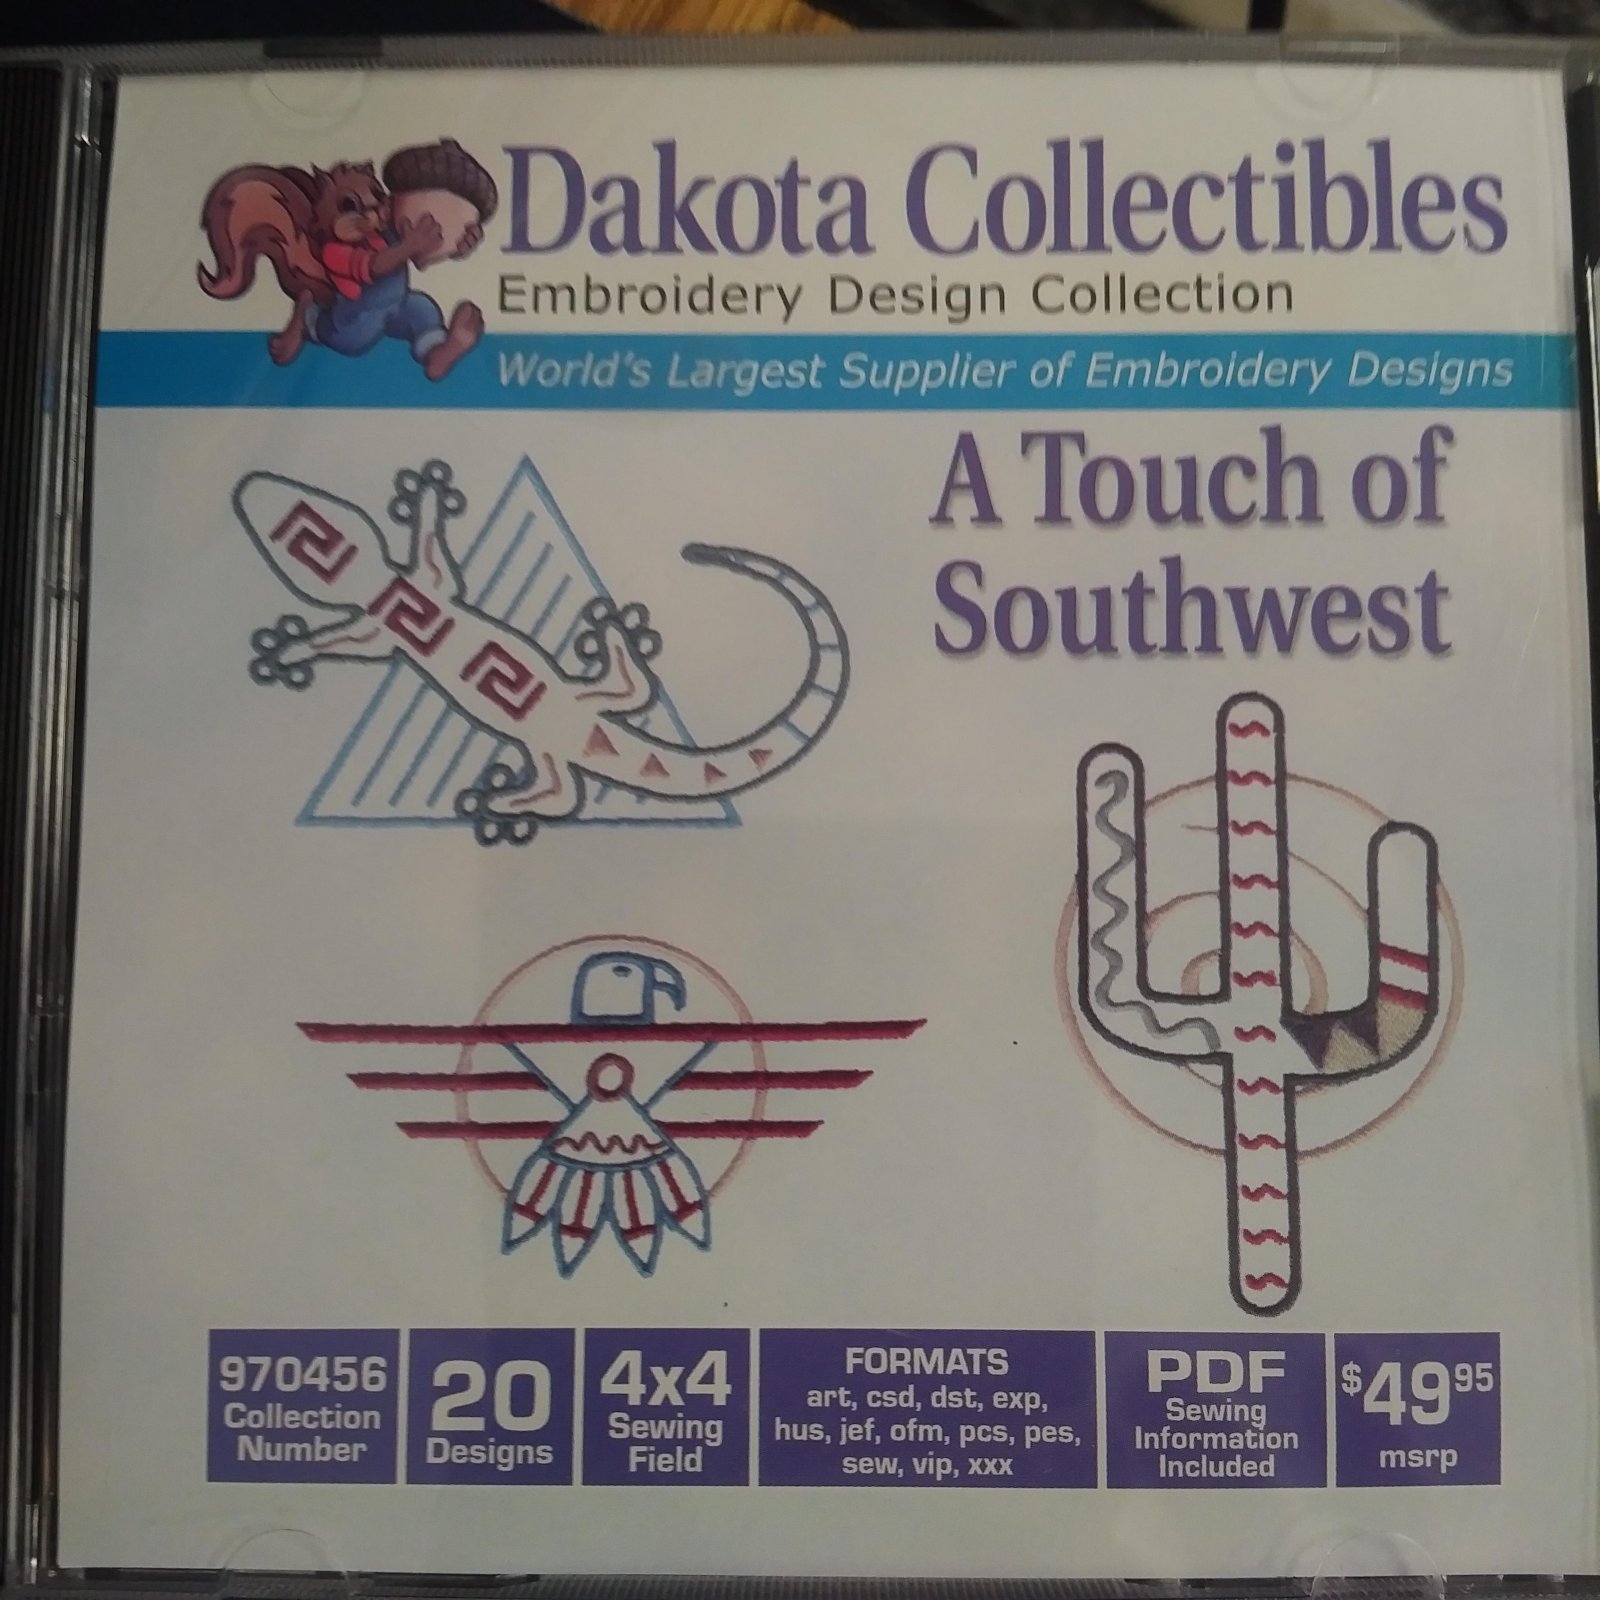 Dakota Collectibles
Embroidery Design Collection
World's Largest Supplier of Embroidery Designs
A Touch of
Southwest
970456
Collection
Number
20
Designs
4x4
Sewing
Field
FORMATS
art, csd, dst, exp,
hus, jef, ofm, pcs, pes,
sew, vip, xxx
PDF
Sewing
Information
Included
$49.95
msrp